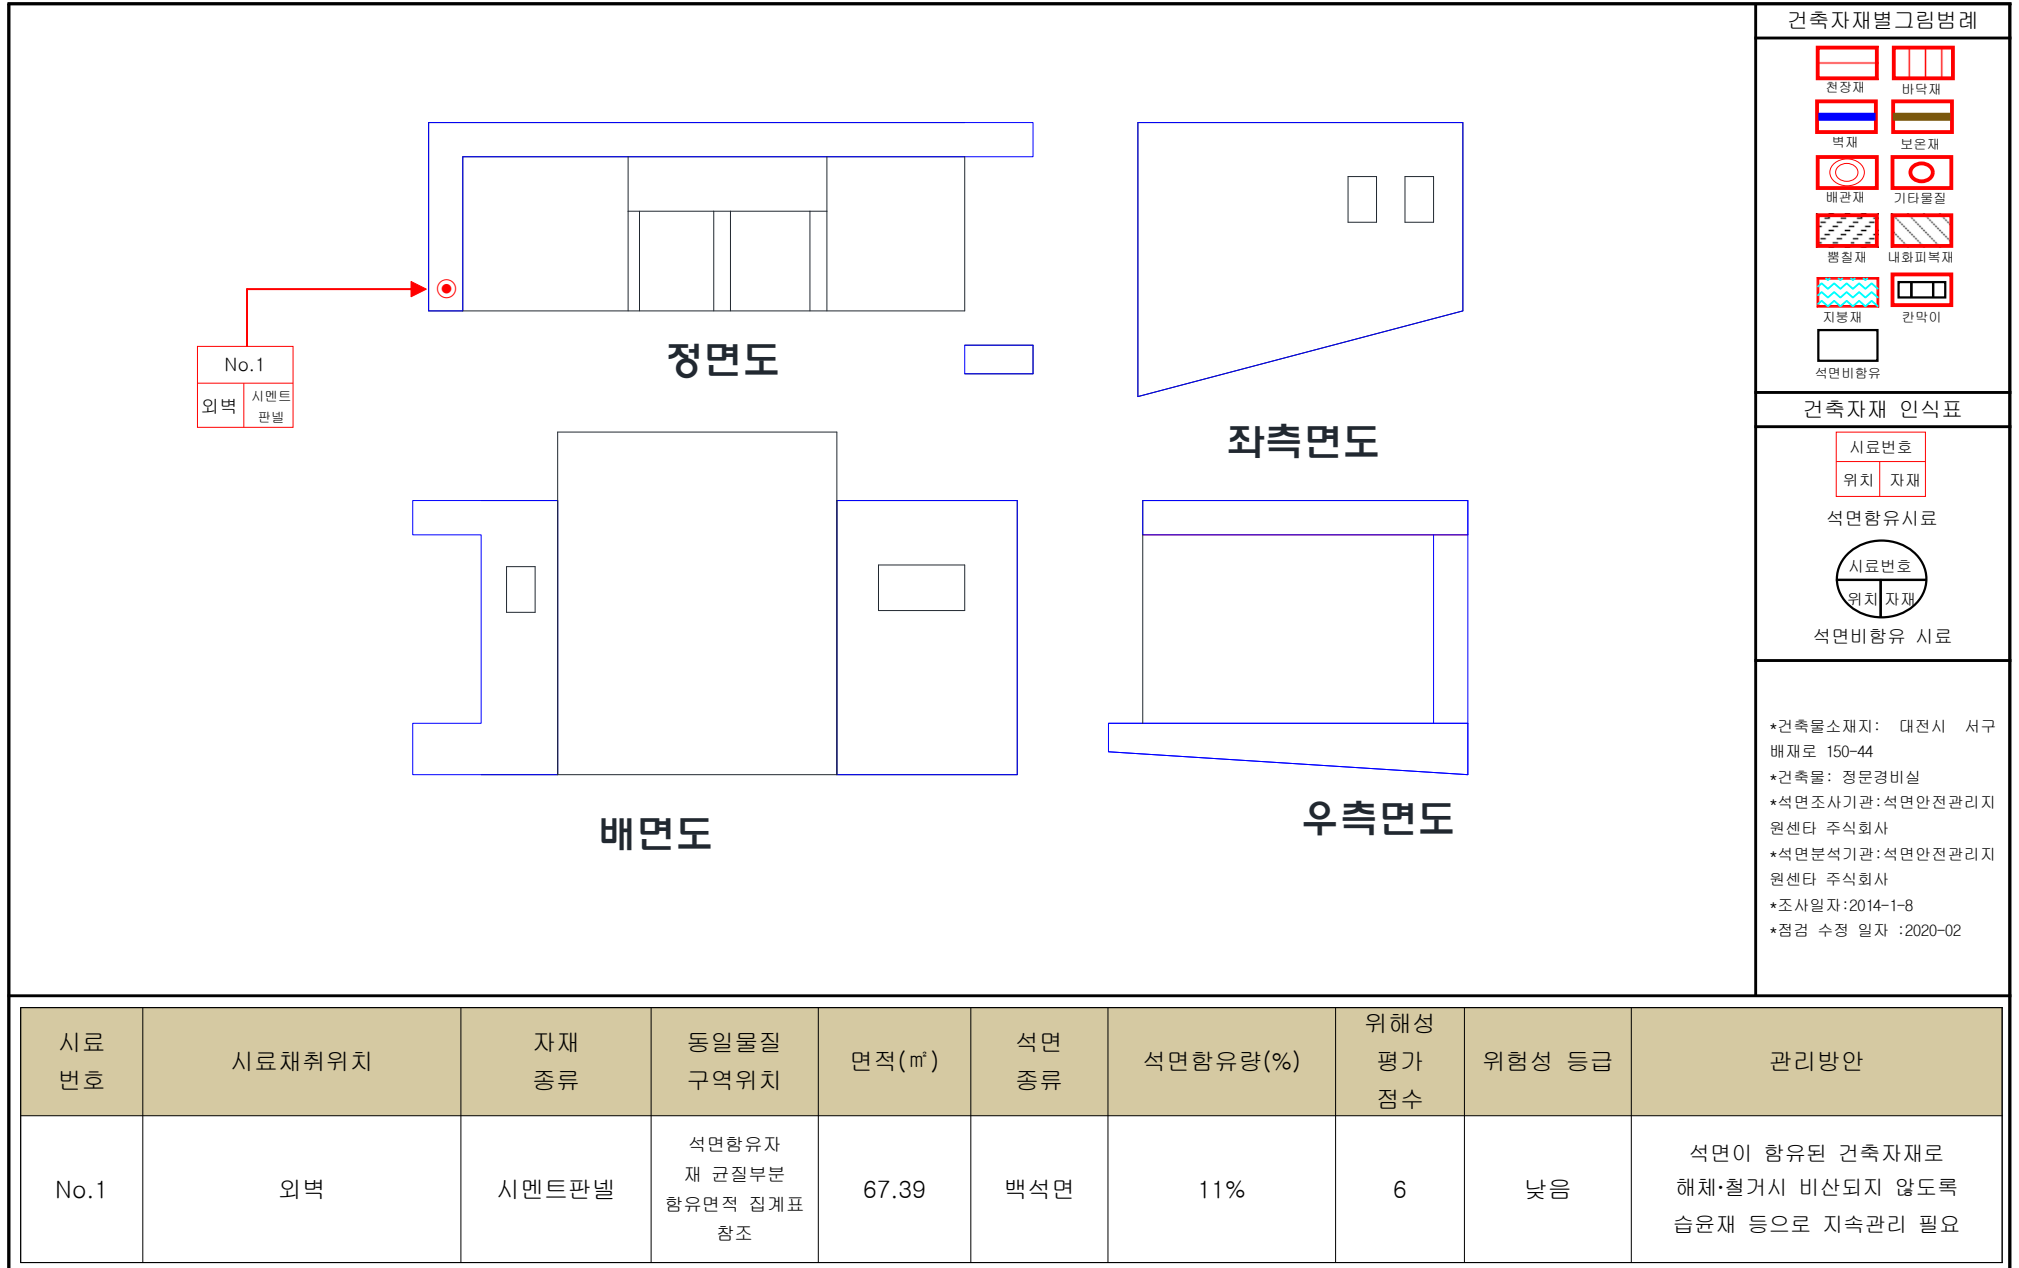 건축자재별그림범례
천장재 바닥재
벽재 보온재
배관재 기타물질
뿜칠재 내화피복재
지붕재 칸막이
석면비함유
건축자재 인식표
시료번호
위치 자재
석면함유시료
시료번호
위치 자재
석면비함유 시료
*건축물소재지: 대전시 서구
배재로 150-44
*건축물: 정문경비실
*석면조사기관:석면안전관리지
원센타 주식회사
*석면분석기관:석면안전관리지
원센타 주식회사
*조사일자:2014-1-8
*점검 수정 일자 :2020-02
No.1
외벽 시멘트
판넬
정면도
좌측면도
배면도
우측면도
시료
번호
시료채취위치
자재
종류
동일물질
구역위치
면적(㎡)
석면
종류
석면함유량(%)
위해성
평가
점수
위험성 등급
관리방안
No.1
외벽
시멘트판넬
석면함유자
재 균질부분
함유면적 집계표
참조
67.39
백석면
11%
6
낮음
석면이 함유된 건축자재로
해체·철거시 비산되지 않도록
습윤재 등으로 지속관리 필요